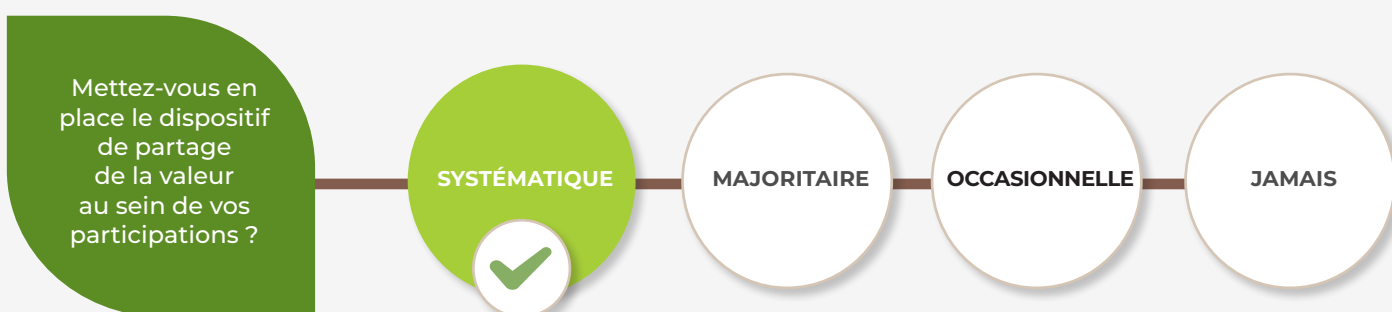 Mettez-vous en
place le dispositif
de partage
de la valeur
au sein de vos
participations ?
SYSTÉMATIQUE
MAJORITAIRE
OCCASIONNELLE
JAMAIS